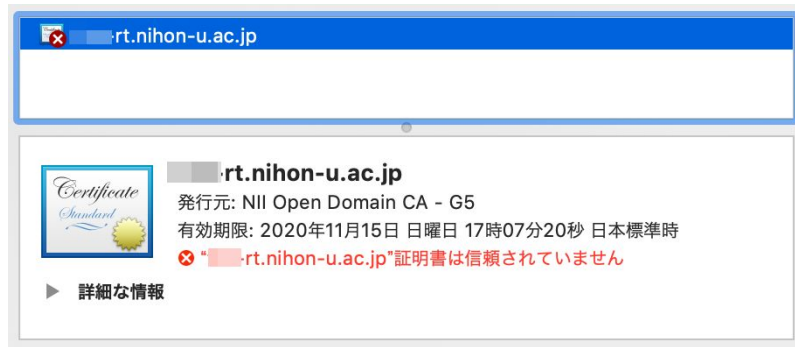 -rt.nihon-u.ac.jp
Certificate
Standard
-rt.nihon-u.ac.jp
発行元: NII Open Domain CA - G5
有効期限: 2020年11月15日 日曜日 17時07分20秒 日本標準時
“-rt.nihon-u.ac.jp”証明書は信頼されていません
詳細な情報